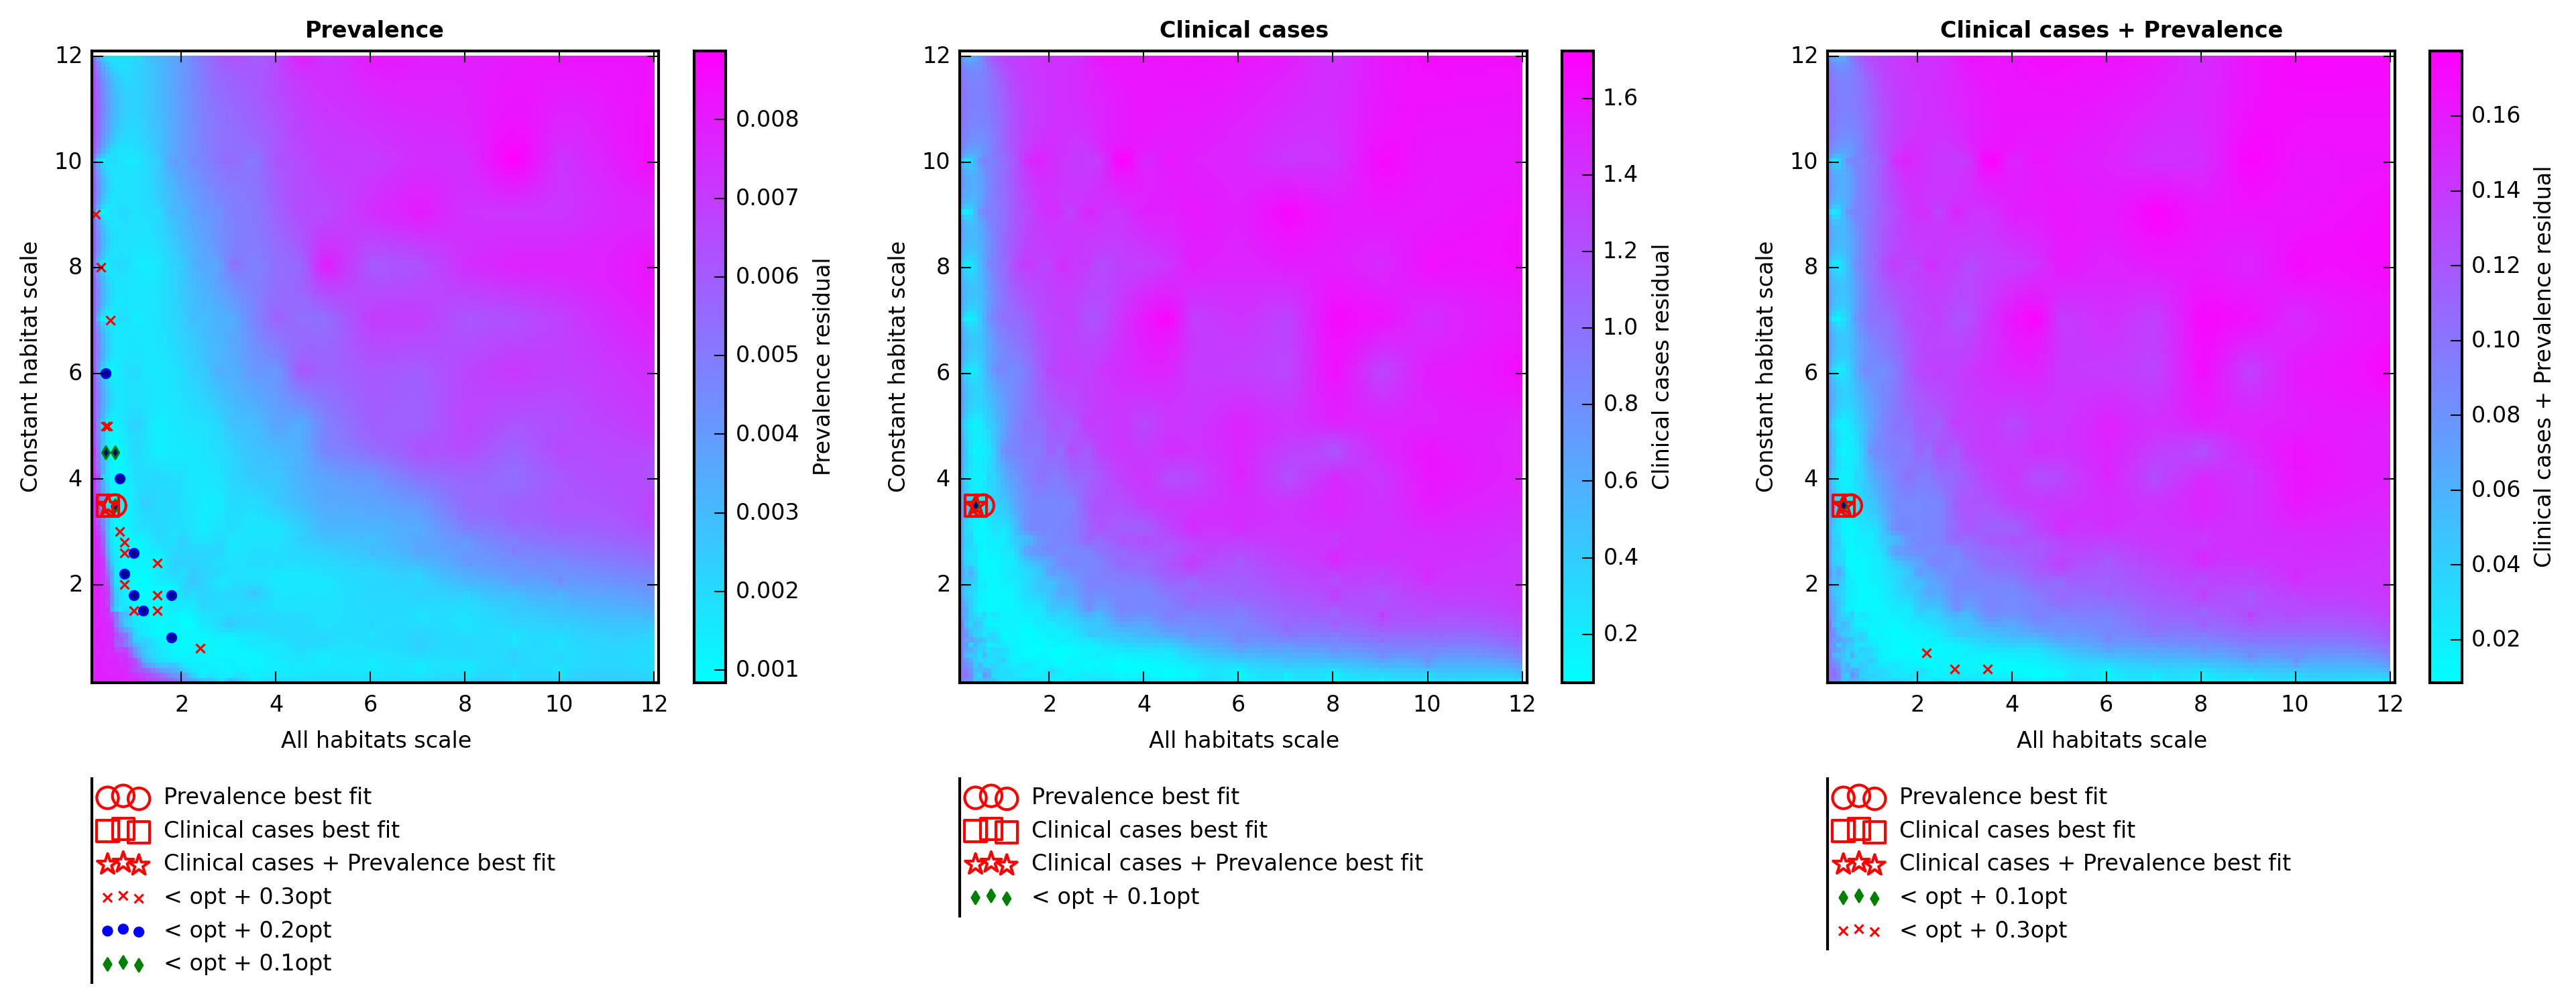 Prevalence
12
10
8
6
4
2
Constant habitat scale
2 4 6 8 10 12
All habitats scale
0.008
0.007
0.006
0.005
0.004
0.003
0.002
0.001
Prevalence residual
Prevalence best fit
Clinical cases best fit
Clinical cases + Prevalence best fit
< opt + 0.3opt
< opt + 0.2opt
< opt + 0.1opt
Clinical cases
12
10
8
6
4
2
Constant habitat scale
2 4 6 8 10 12
All habitats scale
1.6
1.4
1.2
1.0
0.8
0.6
0.4
0.2
Clinical cases residual
Prevalence best fit
Clinical cases best fit
Clinical cases + Prevalence best fit
< opt + 0.1opt
Clinical cases + Prevalence
12
10
8
6
4
2
Constant habitat scale
2 4 6 8 10 12
All habitats scale
0.16
0.14
0.12
0.10
0.08
0.06
0.04
0.02
Clinical cases + Prevalence residual
Prevalence best fit
Clinical cases best fit
Clinical cases + Prevalence best fit
< opt + 0.1opt
< opt + 0.3opt